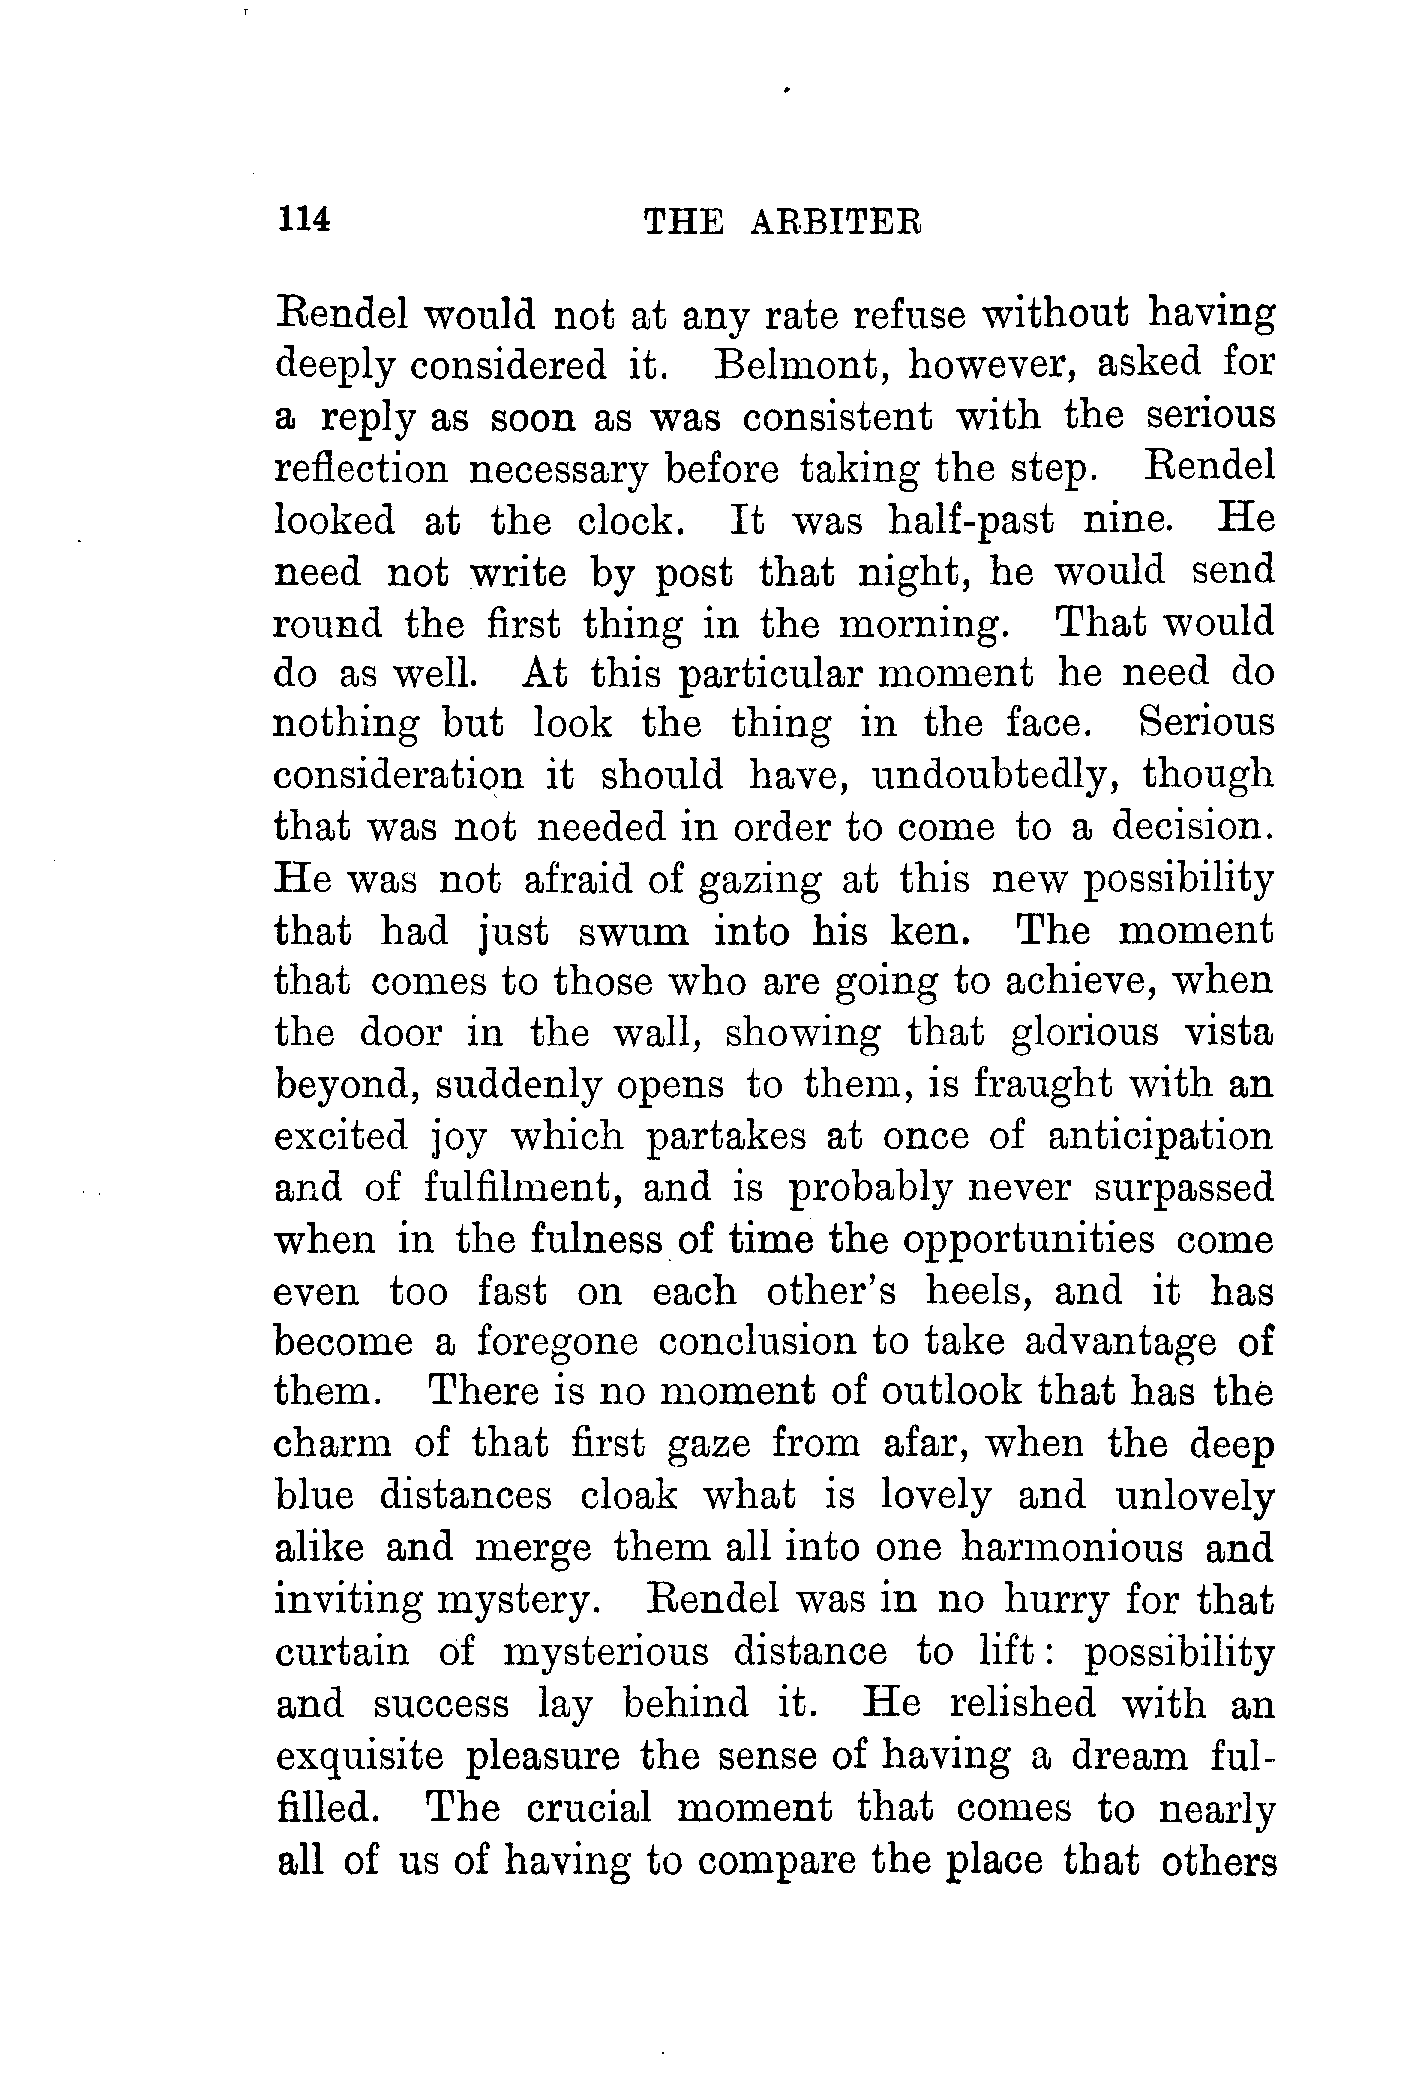 114 THE ARBITER
Rendel would not at any rate refuse without having
deeply considered it. Belmont, however, asked for
a reply as soon as was consistent with the serious
reflection necessary before taking the step. Rendel
looked at the clock. It was half-past nine. He
need not write by post that night, he would send
round the first thing in the morning. That would
do as well. At this particular moment he need do
nothing but look the thing in the face. Serious
consideration it should have, undoubtedly, though
that was not needed in order to come to a decision.
He was not afraid of gazing at this new possibility
that had just swum into his ken. The moment
that comes to those who are going to achieve, when
the door in the wall, showing that glorious vista
beyond, suddenly opens to them, is fraught with an
excited joy which partakes at once of anticipation
and of fulfilment, and is probably never surpassed
when in the fulness of time the opportunities come
even too fast on each other's heels, and it has
become a foregone conclusion to take advantage of
them. There is no moment of outlook that has the
charm of that first gaze from afar, when the deep
blue distances cloak what is lovely and unlovely
alike and merge them all into one harmonious and
inviting mystery. Rendel was in no hurry for that
curtain of mysterious distance to lift: possibility
and success lay behind it. He relished with an
exquisite pleasure the sense of having a dream ful-
filled. The crucial moment that comes to nearly
all of us of having to compare the place that others